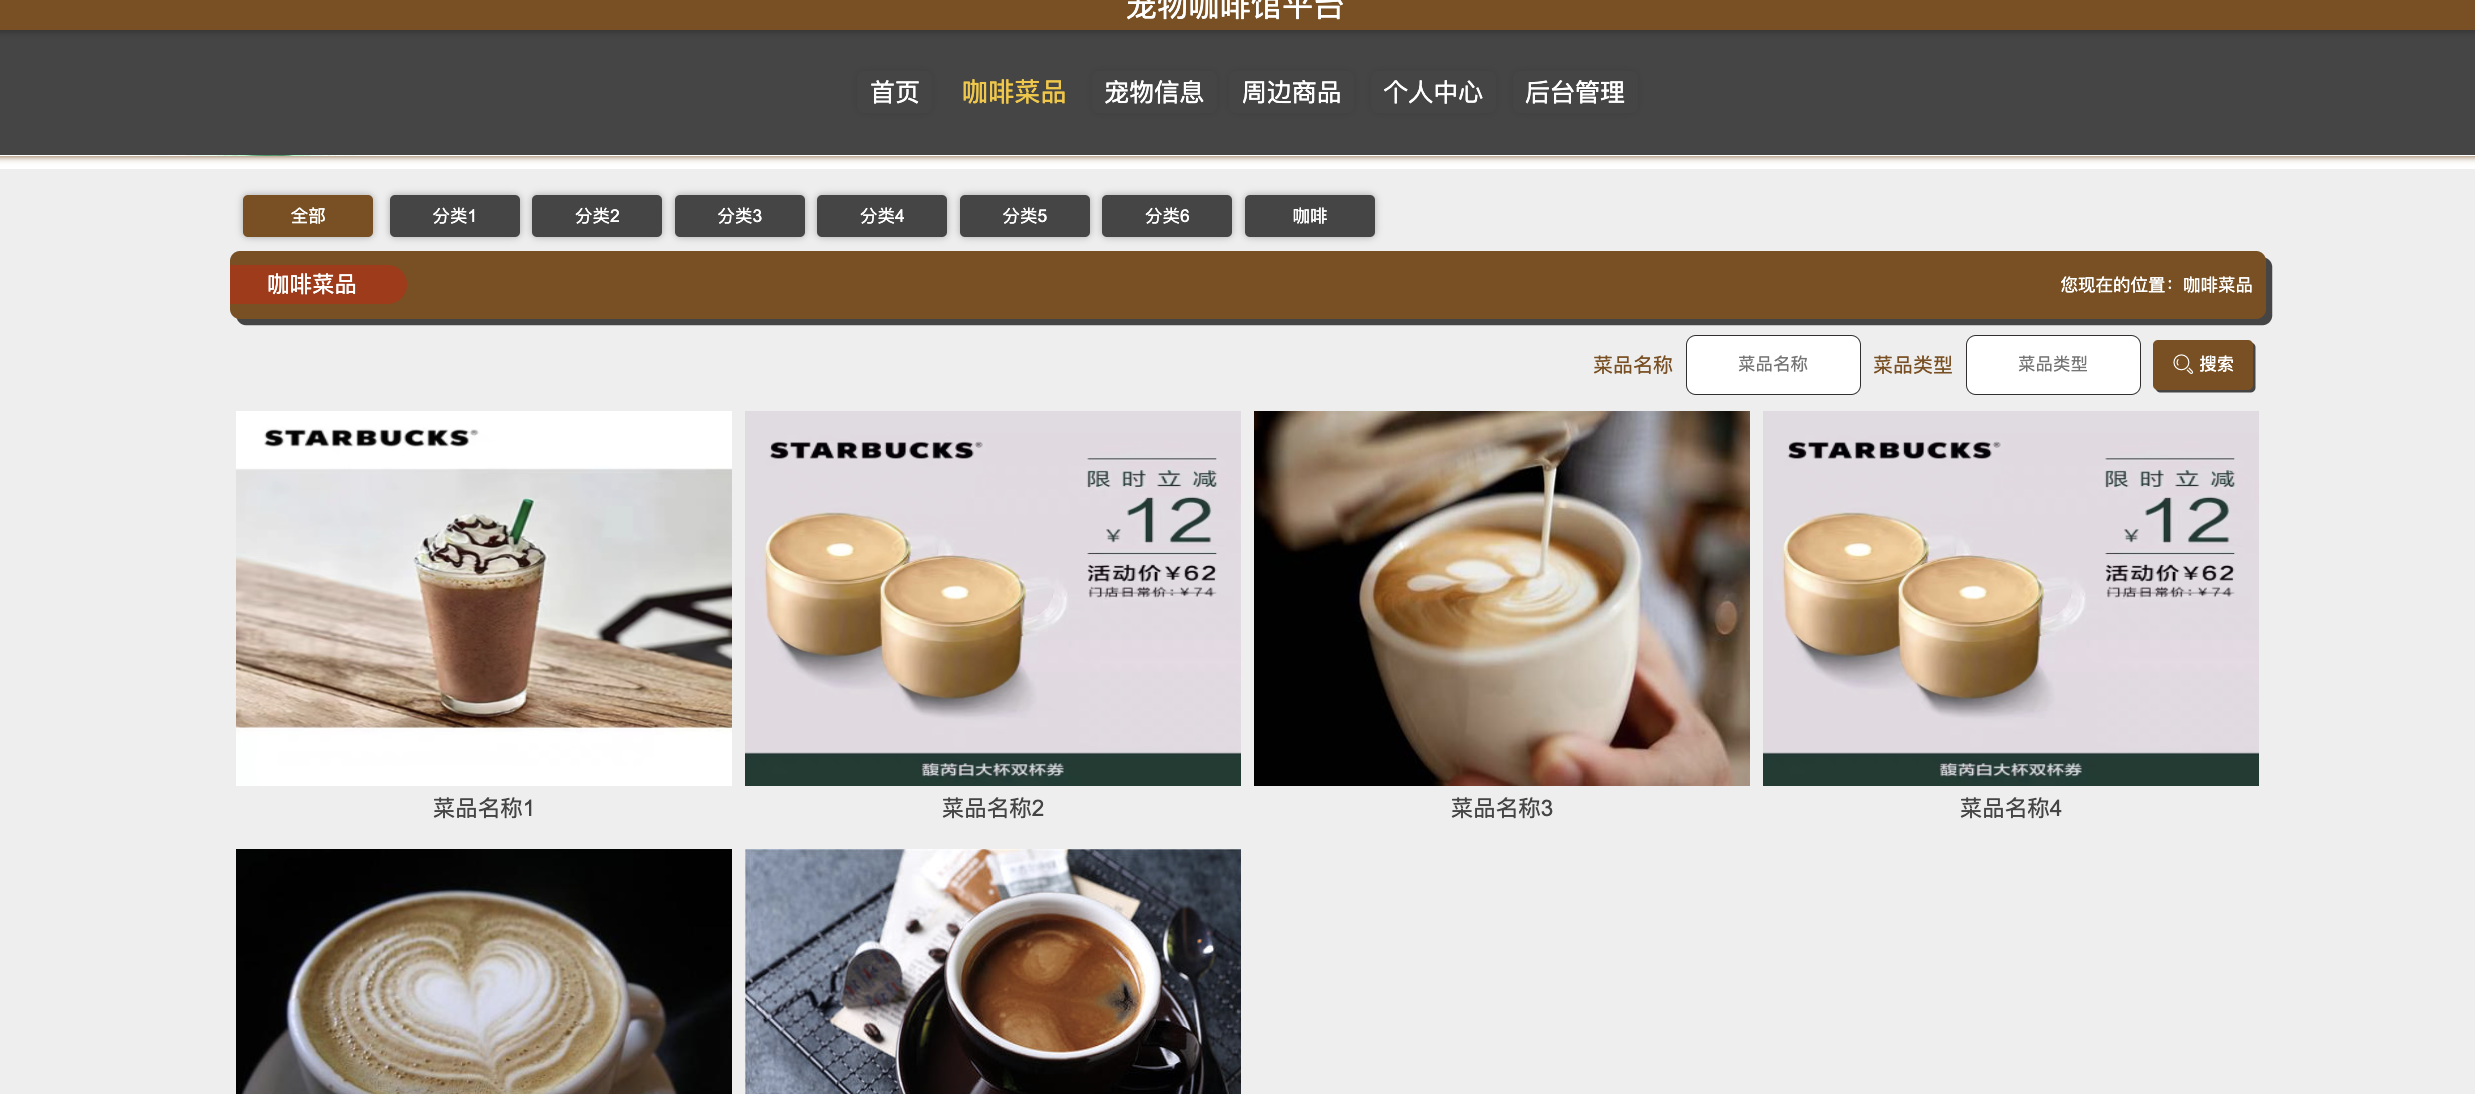 宠物咖啡馆平台
首页 咖啡菜品 宠物信息 周边商品 个人中心 后台管理
全部 分类1 分类2 分类3 分类4 分类5 分类6 咖啡
咖啡菜品 您现在的位置：咖啡菜品
菜品名称 菜品名称 菜品类型 菜品类型 搜索
STARBUCKS®
菜品名称1
STARBUCKS®
限时立减
¥12
活动价¥62
门店日常价:¥74
馥芮白大杯双杯券
菜品名称2
菜品名称3
STARBUCKS®
限时立减
¥12
活动价¥62
门店日常价:¥74
馥芮白大杯双杯券
菜品名称4